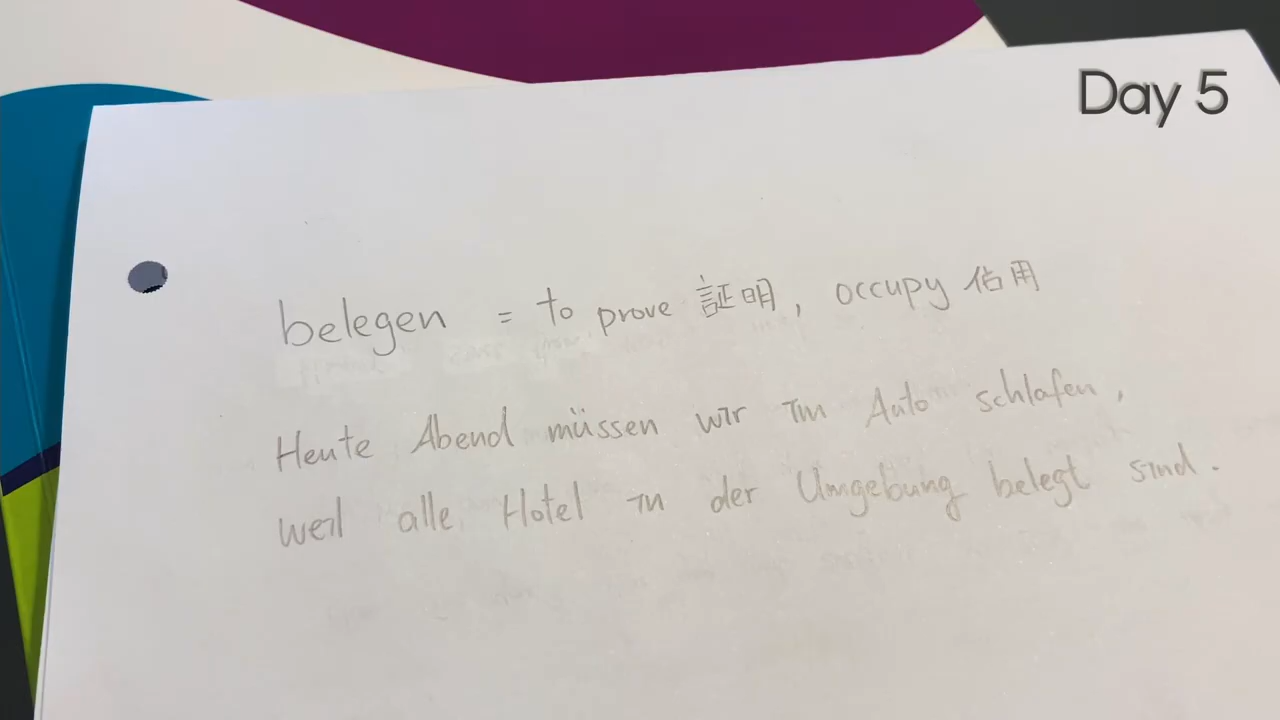 Day 5
belegen = to prove 証明, occupy 佔用
Heute Abend müssen wir im Auto schlafen,
weil alle Hotel in der Umgebung belegt sind.